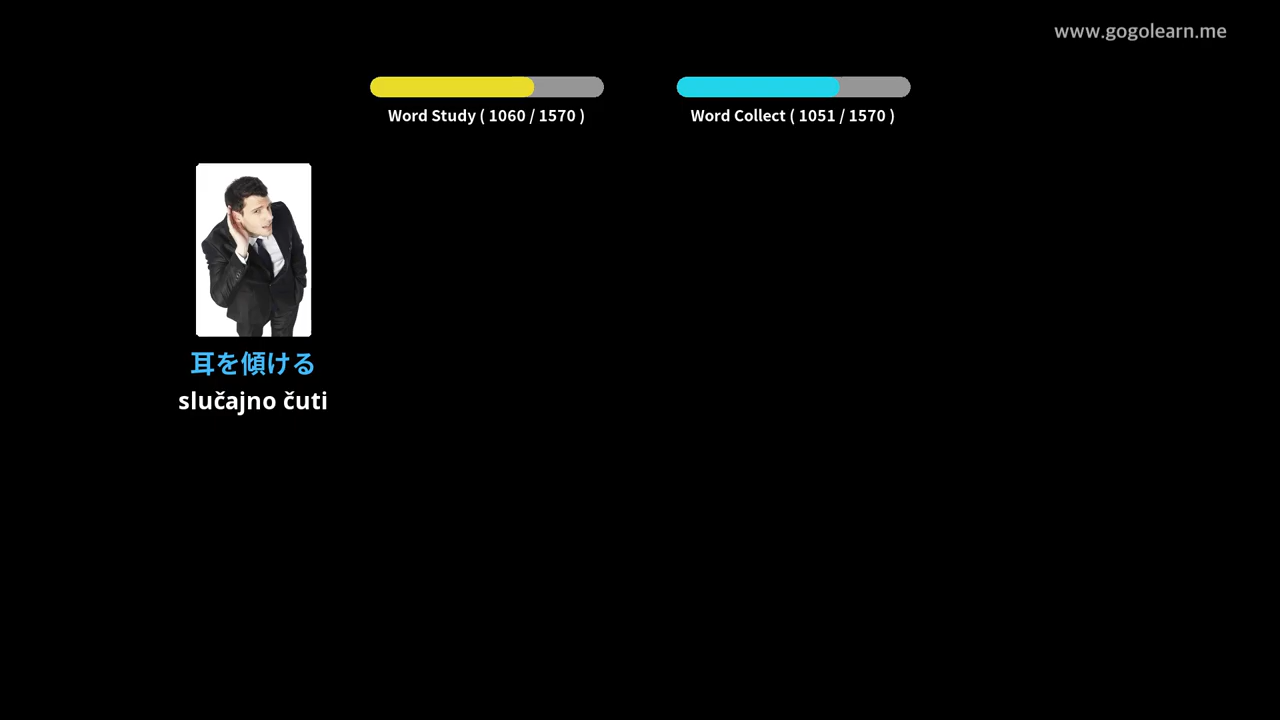 www.gogolearn.me
Word Study ( 1060 / 1570 )
Word Collect ( 1051 / 1570 )
耳を傾ける
slučajno čuti